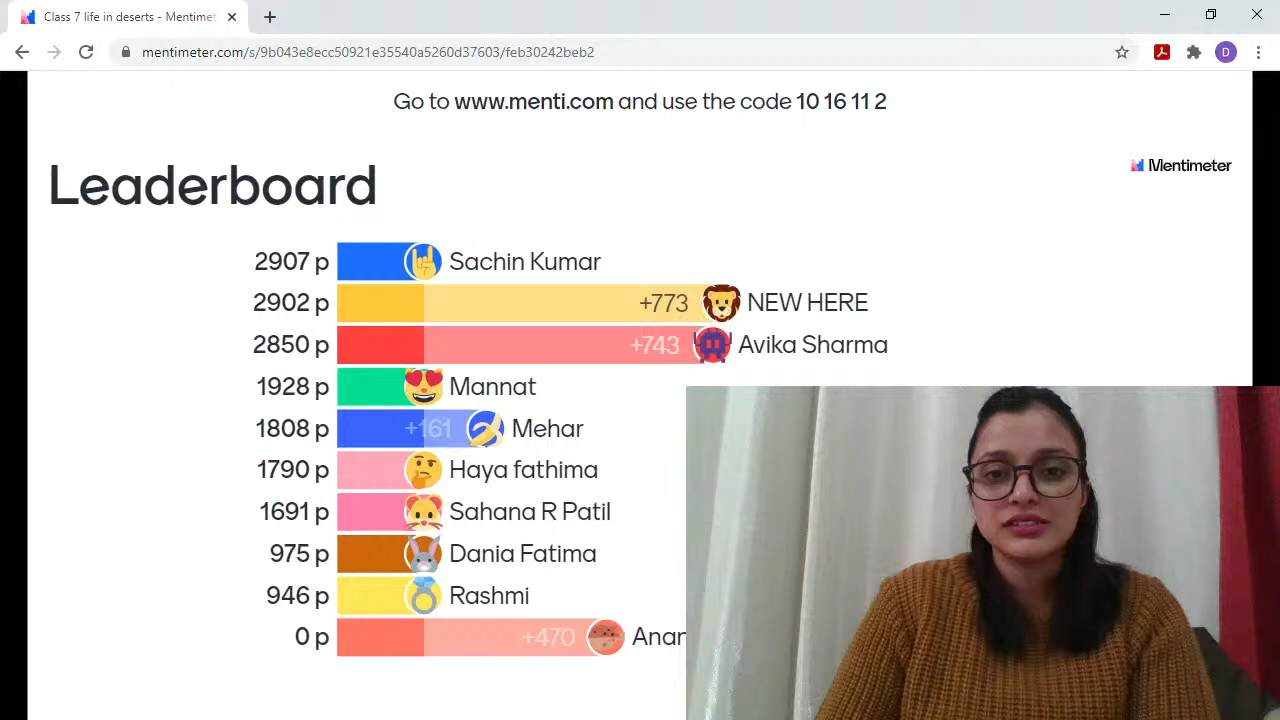 Class 7 life in deserts - Mentimet
mentimeter.com/s/9b043e8ecc50921e35540a5260d37603/feb30242beb2
D
Go to www.menti.com and use the code 10 16 11 2
Mentimeter
Leaderboard
2907 p Sachin Kumar
2902 p +773 NEW HERE
2850 p +743 Avika Sharma
1928 p Mannat
1808 p +161 Mehar
1790 p Haya fathima
1691 p Sahana R Patil
975 p Dania Fatima
946 p Rashmi
0 p +470 Anan